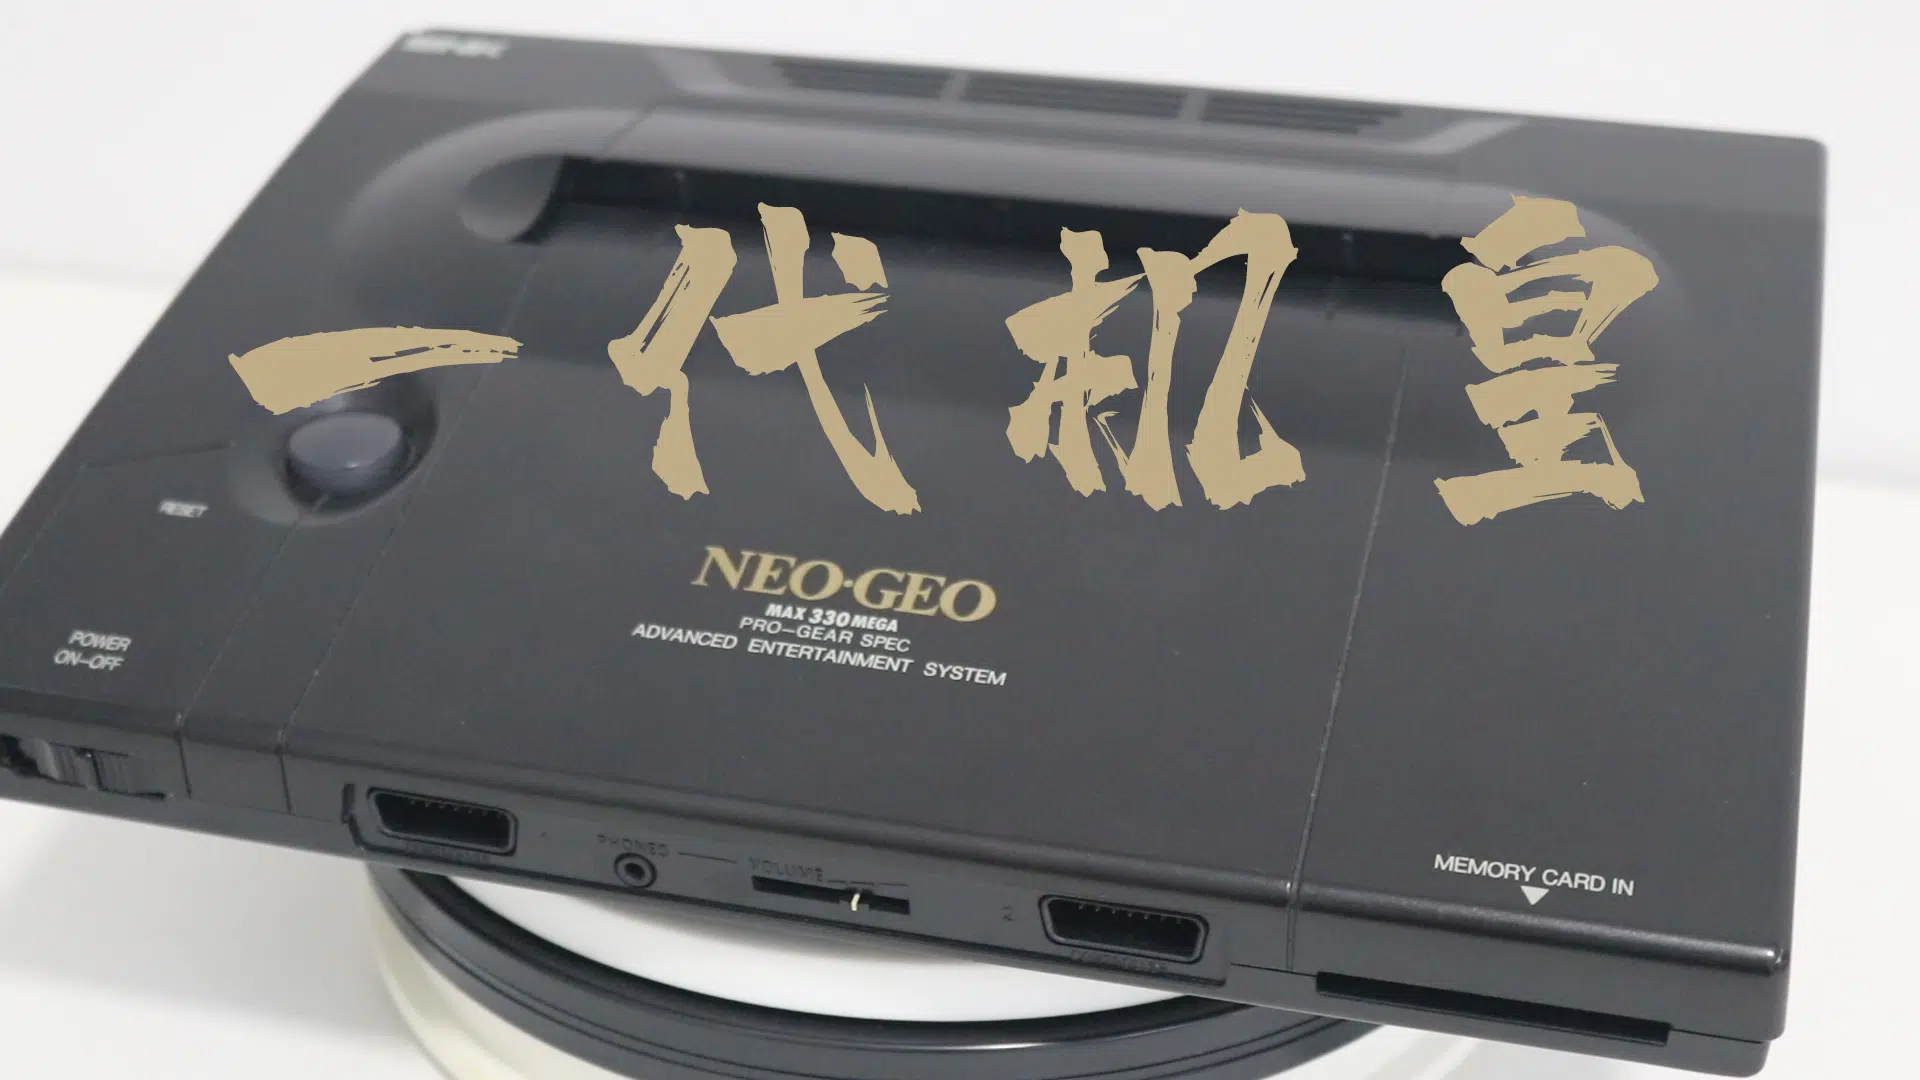 一代机皇
RESET
NEO·GEO
MAX 330 MEGA
PRO-GEAR SPEC
ADVANCED ENTERTAINMENT SYSTEM
POWER
ON-OFF
PHONES
VOLUME
MEMORY CARD IN